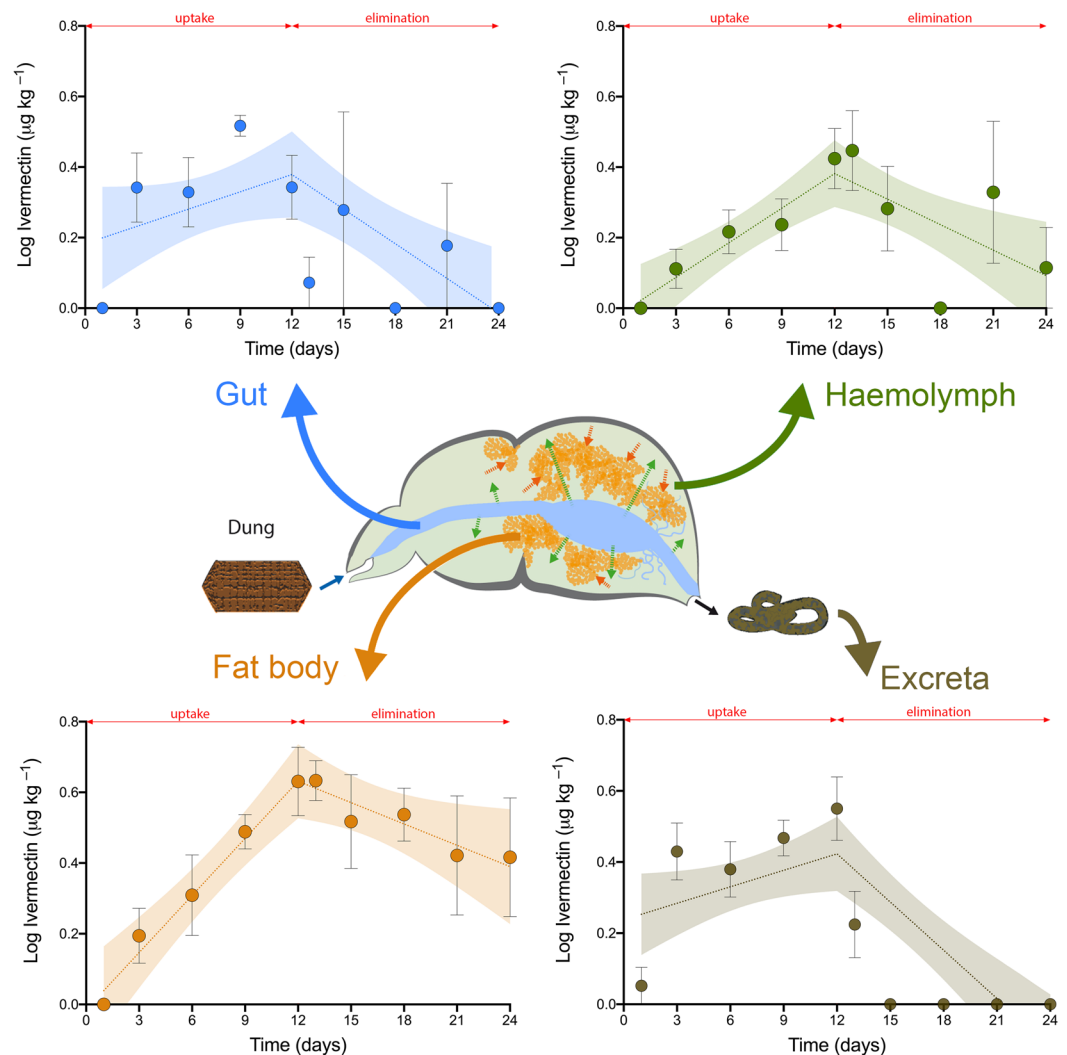 uptake elimination
Log Ivermectin (µg kg −1)
0.8
0.6
0.4
0.2
0.0
0 3 6 9 12 15 18 21 24
Time (days)
uptake elimination
Log Ivermectin (µg kg −1)
0.8
0.6
0.4
0.2
0.0
0 3 6 9 12 15 18 21 24
Time (days)
Gut
Haemolymph
Dung
Fat body
Excreta
uptake elimination
Log Ivermectin (µg kg −1)
0.8
0.6
0.4
0.2
0.0
0 3 6 9 12 15 18 21 24
Time (days)
uptake elimination
Log Ivermectin (µg kg −1)
0.8
0.6
0.4
0.2
0.0
0 3 6 9 12 15 18 21 24
Time (days)